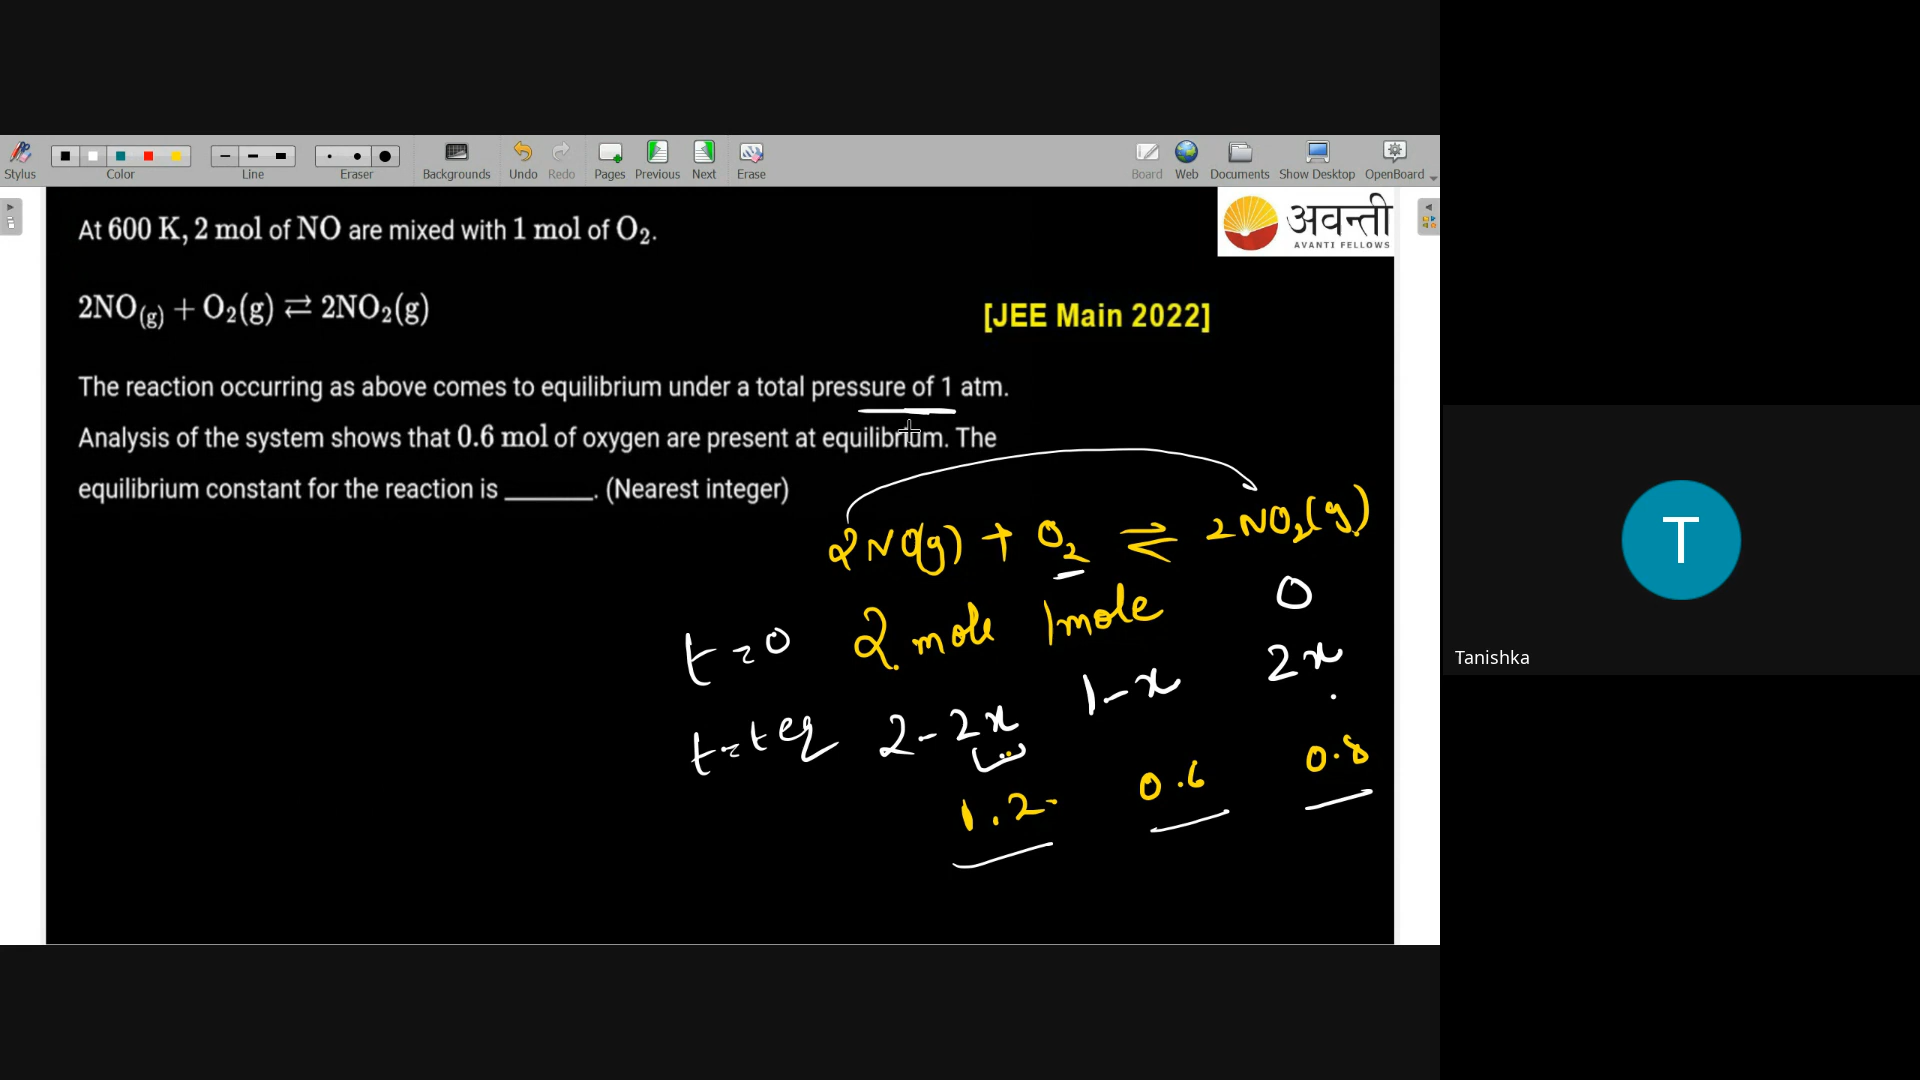 Stylus Color Line Eraser Backgrounds Undo Redo Pages Previous Next Erase Board Web Documents Show Desktop OpenBoard
At 600 K, 2 mol of NO are mixed with 1 mol of O₂.
अवन्ती
AVANTI FELLOWS
2NO₍g₎ + O₂(g) ⇄ 2NO₂(g)
[JEE Main 2022]
The reaction occurring as above comes to equilibrium under a total pressure of 1 atm.
Analysis of the system shows that 0.6 mol of oxygen are present at equilibrium. The
equilibrium constant for the reaction is ______. (Nearest integer)
2NO(g) + O₂ ⇌ 2NO₂(g)
t=0 2 mole 1mole 0
t=teq 2-2x 1-x 2x
1.2 0.6 0.8
T
Tanishka